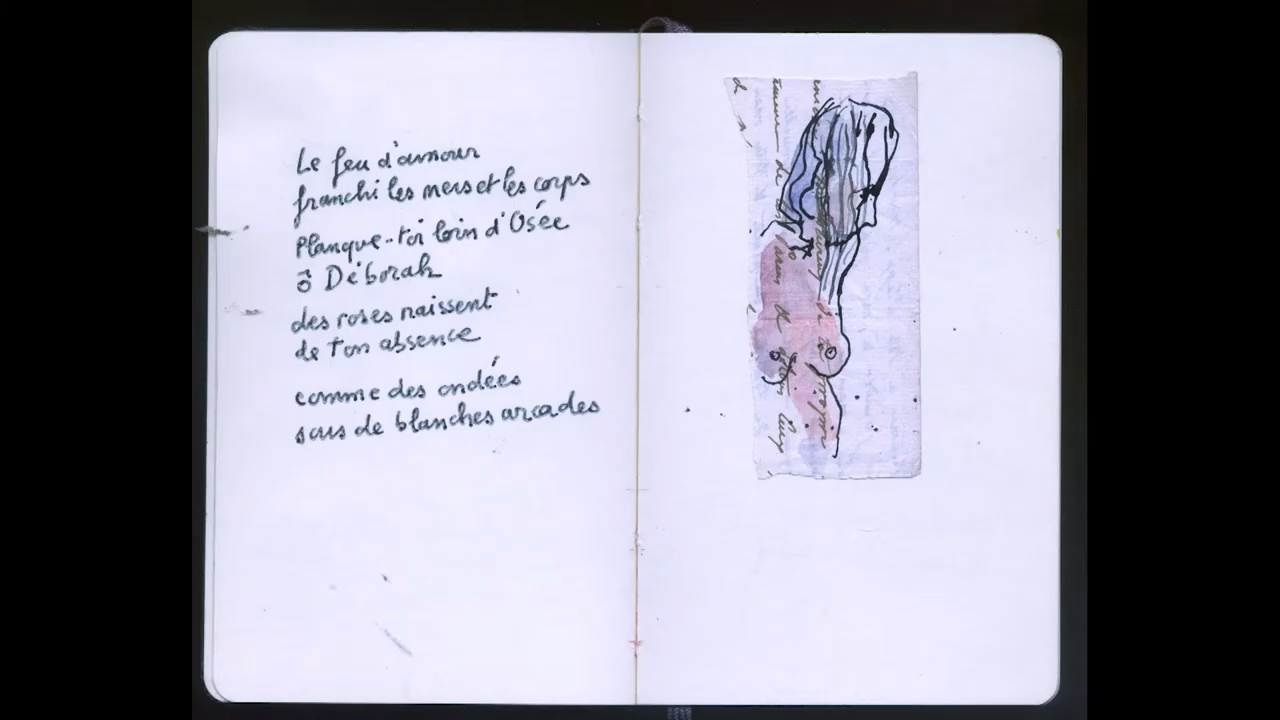 Le feu d'amour
franchi les mers et les corps
Planque-toi loin d'Osée
ô Déborah
des roses naissent
de ton absence
comme des ondées
sous de blanches arcades
de